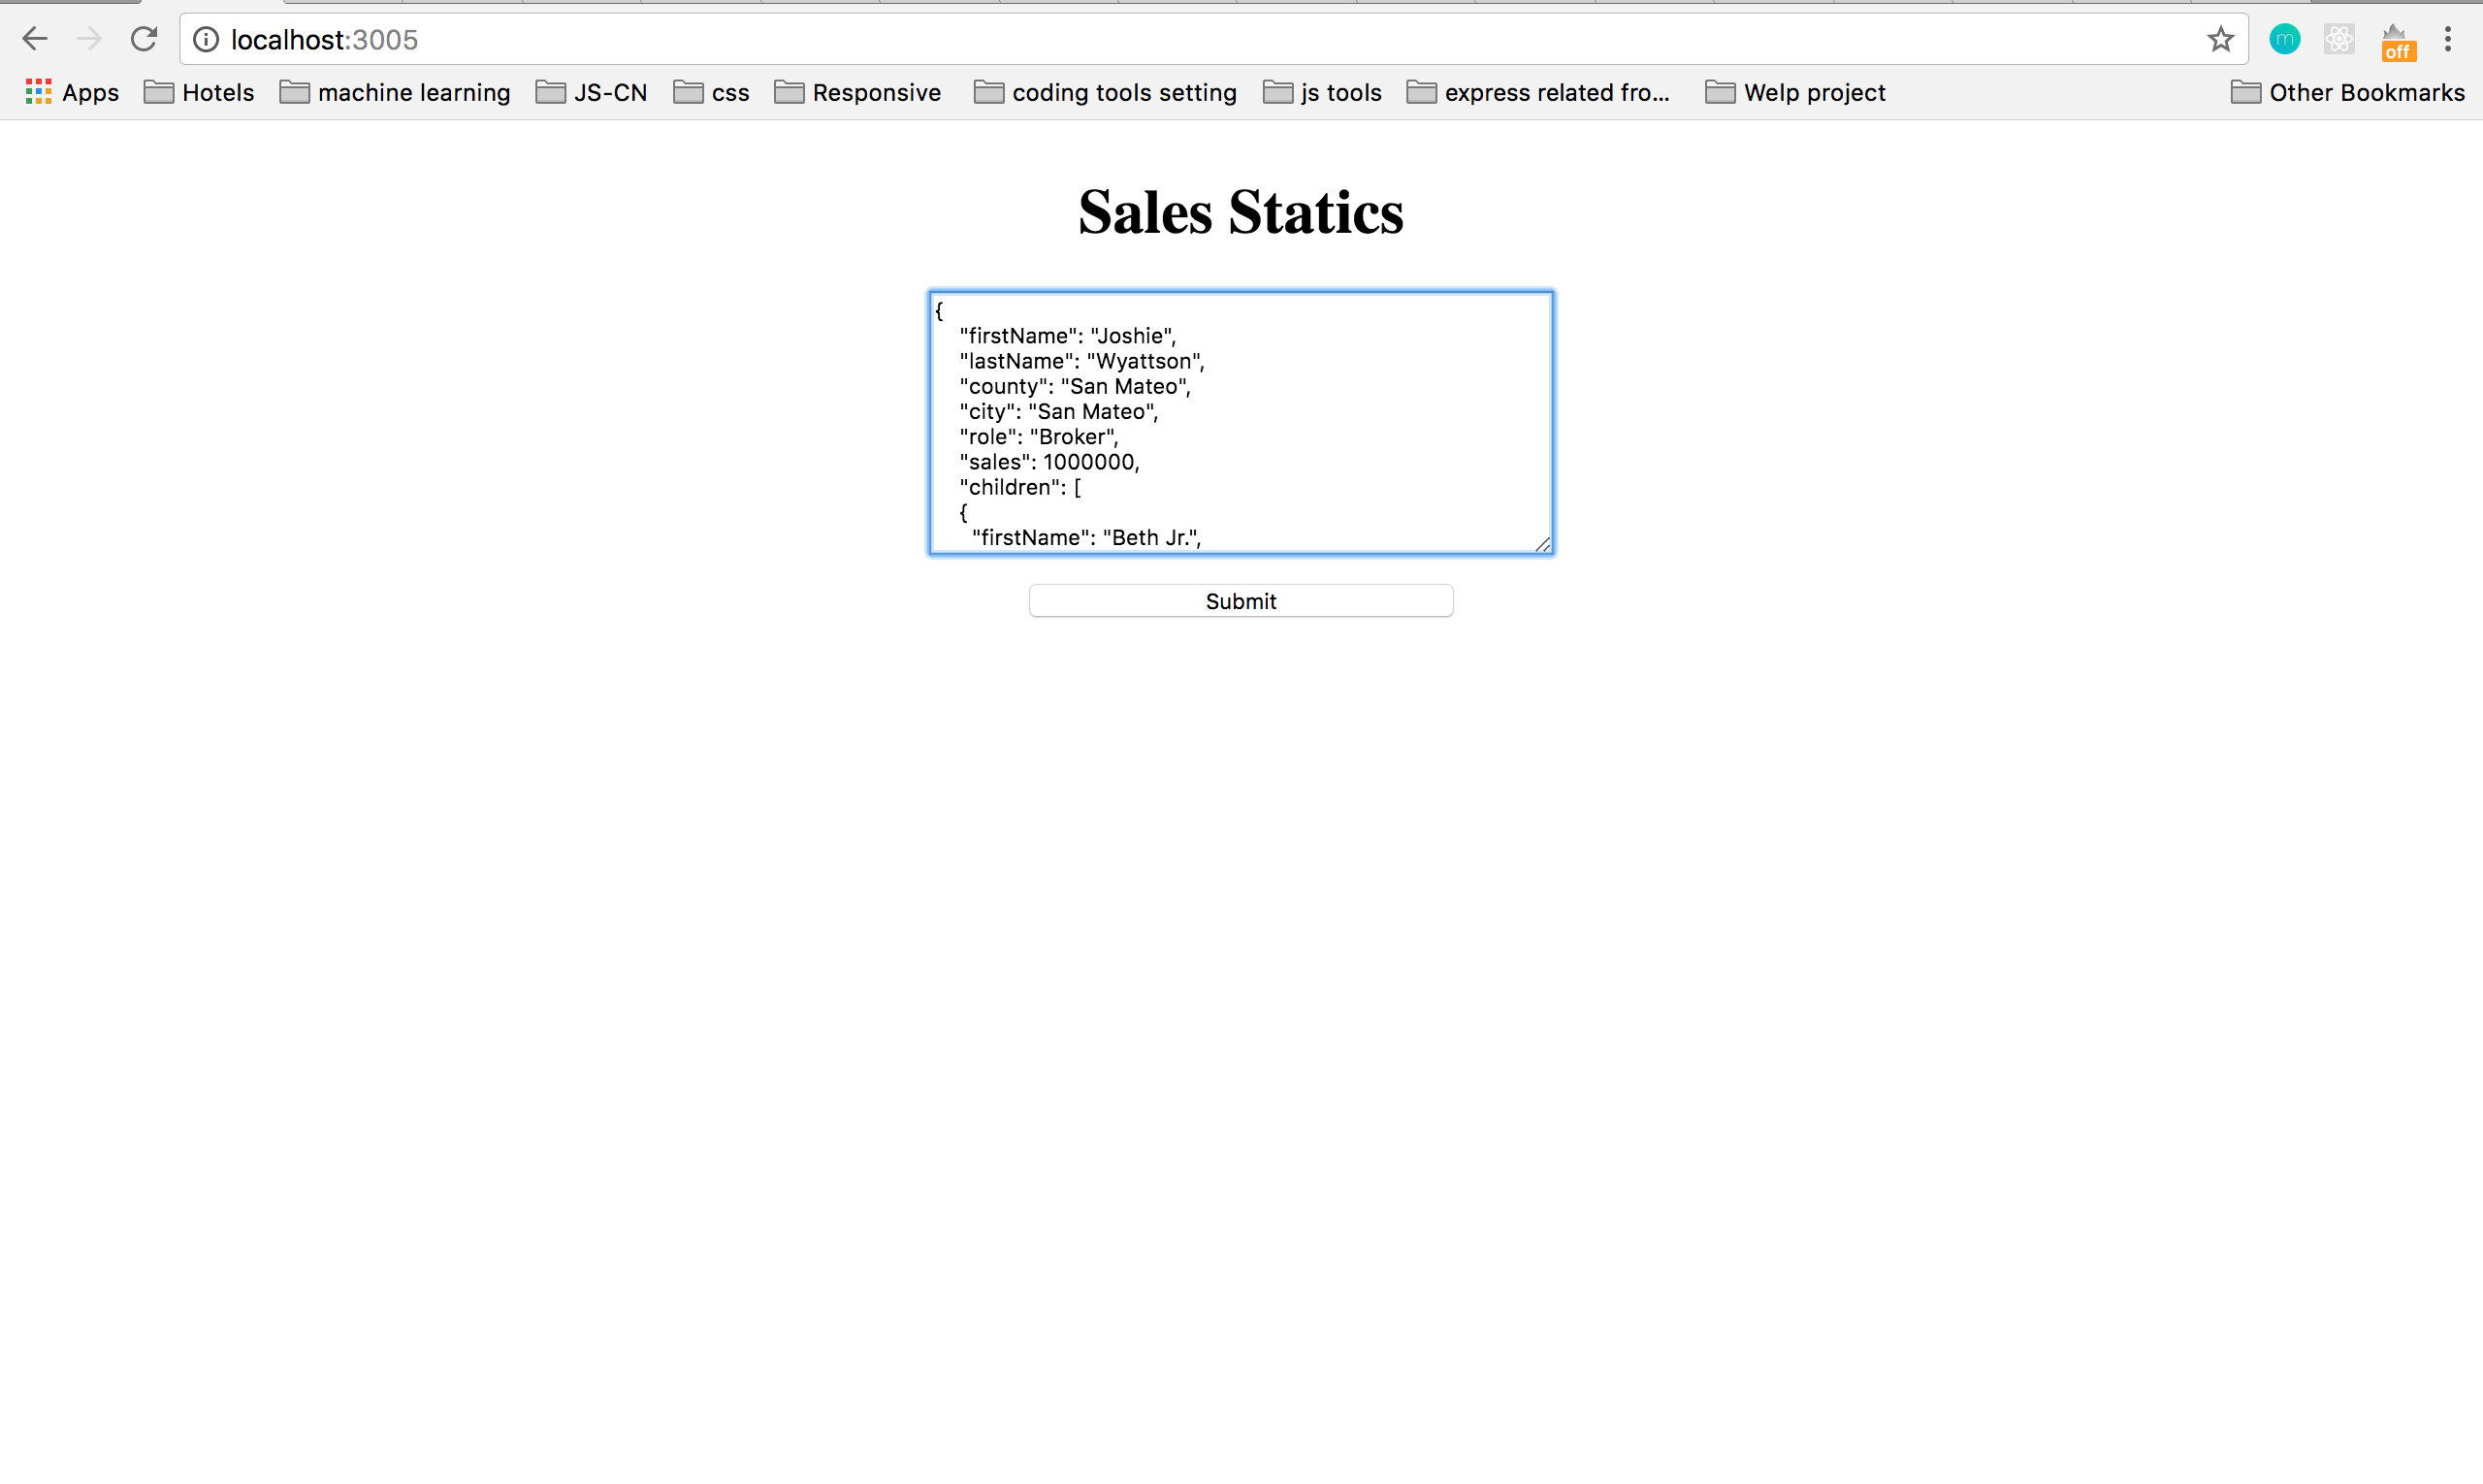 localhost:3005
m
off
Apps Hotels machine learning JS-CN css Responsive coding tools setting js tools express related fro... Welp project Other Bookmarks
Sales Statics
{
"firstName": "Joshie",
"lastName": "Wyattson",
"county": "San Mateo",
"city": "San Mateo",
"role": "Broker",
"sales": 1000000,
"children": [
{
"firstName": "Beth Jr.",
Submit